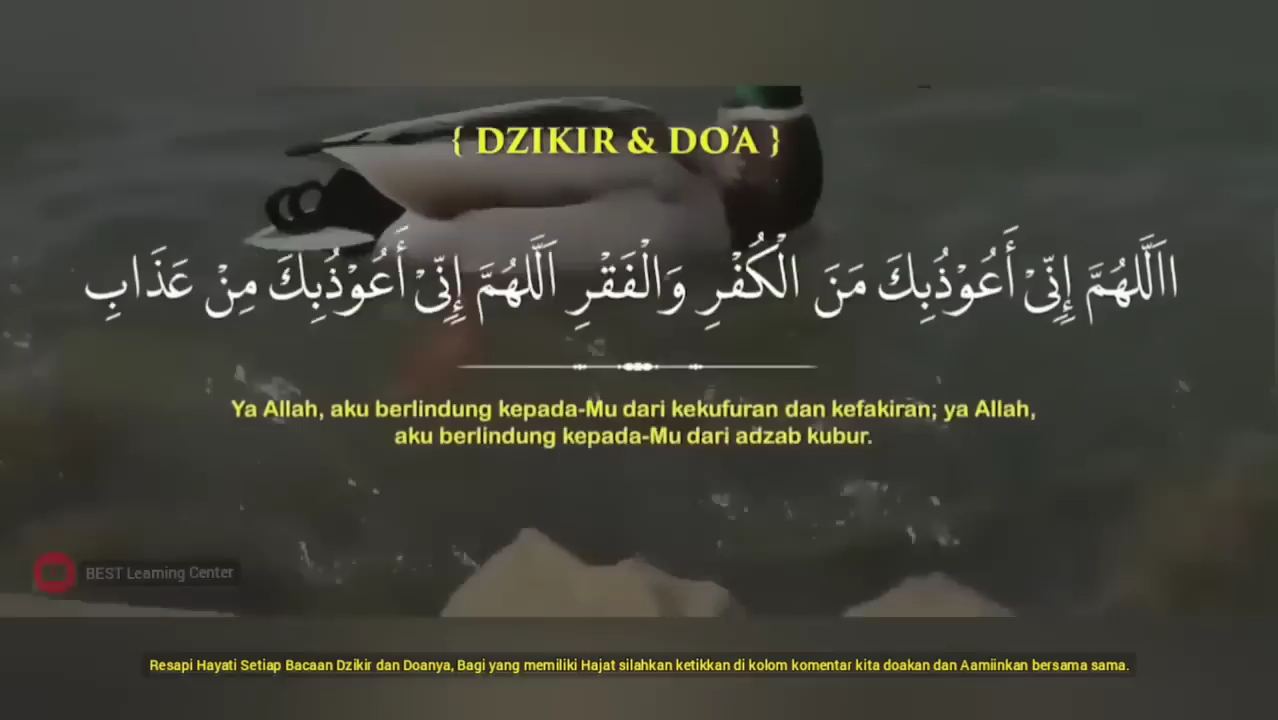 { DZIKIR & DO'A }
االَلّٰهُمَّ إِنِّىْ أَعُوْذُبِكَ مَنَ الْكُفْرِ وَالْفَقْرِ اَللّٰهُمَّ إِنِّىْ أَعُوْذُبِكَ مِنْ عَذَابِ
Ya Allah, aku berlindung kepada-Mu dari kekufuran dan kefakiran; ya Allah,
aku berlindung kepada-Mu dari adzab kubur.
BEST Learning Center
Resapi Hayati Setiap Bacaan Dzikir dan Doanya, Bagi yang memiliki Hajat silahkan ketikkan di kolom komentar kita doakan dan Aamiinkan bersama sama.